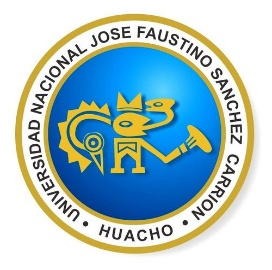 UNIVERSIDAD NACIONAL JOSE FAUSTINO SANCHEZ CARRION
• HUACHO •